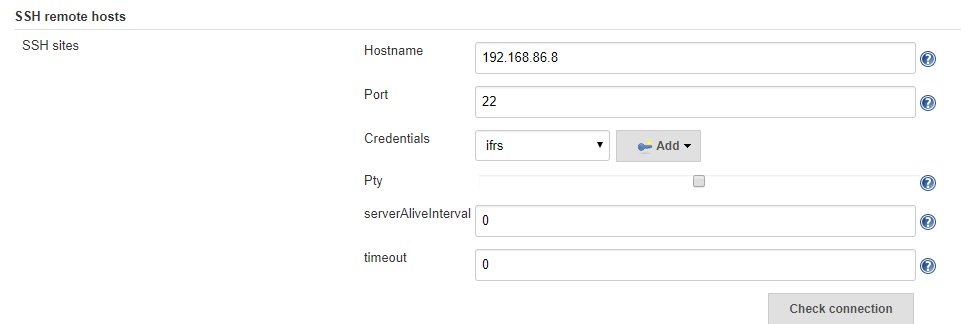 SSH remote hosts
SSH sites
Hostname
192.168.86.8
Port
22
Credentials
ifrs
Add
Pty
serverAliveInterval
0
timeout
0
Check connection